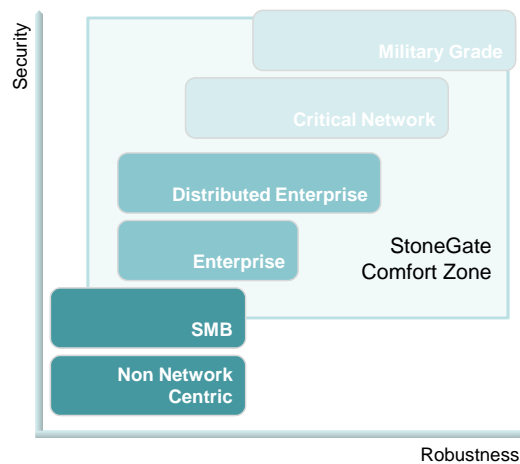 Security
Military Grade
Critical Network
Distributed Enterprise
Enterprise
StoneGate
Comfort Zone
SMB
Non Network
Centric
Robustness